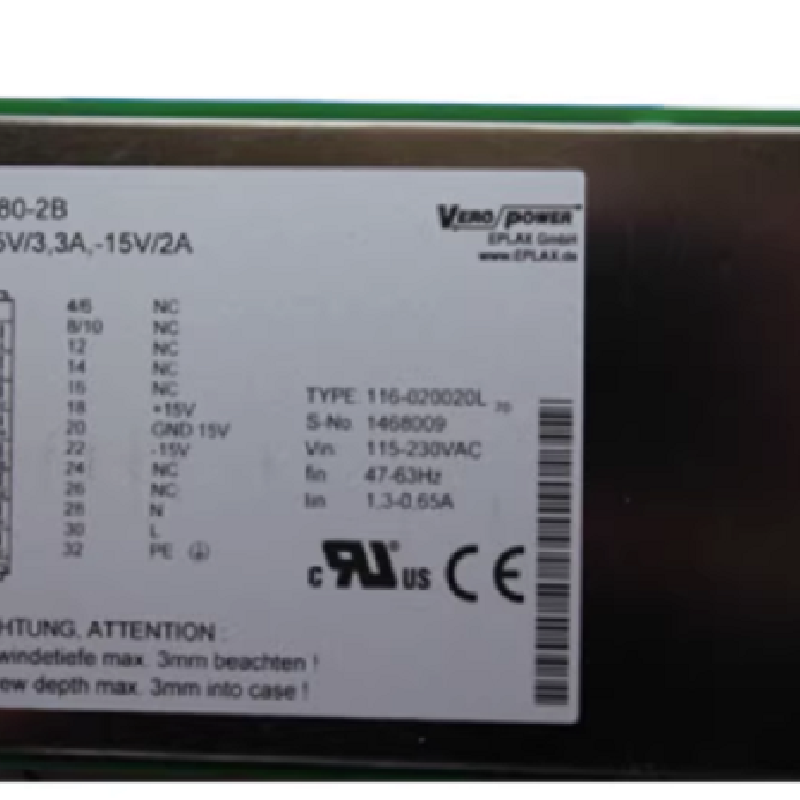 80-2B
5V/3,3A,-15V/2A
VERO/POWER™
EPLAX GmbH
www.EPLAX.de
4/6 NC
8/10 NC
12 NC
14 NC
16 NC
18 +15V
20 GND 15V
22 -15V
24 NC
26 NC
28 N
30 L
32 PE
TYPE: 116-020020L
S-No 1468009
Vin: 115-230VAC
fin 47-63Hz
Iin 1,3-0,65A
c RU® US CE
HTUNG, ATTENTION :
windetiefe max. 3mm beachten !
ew depth max. 3mm into case !